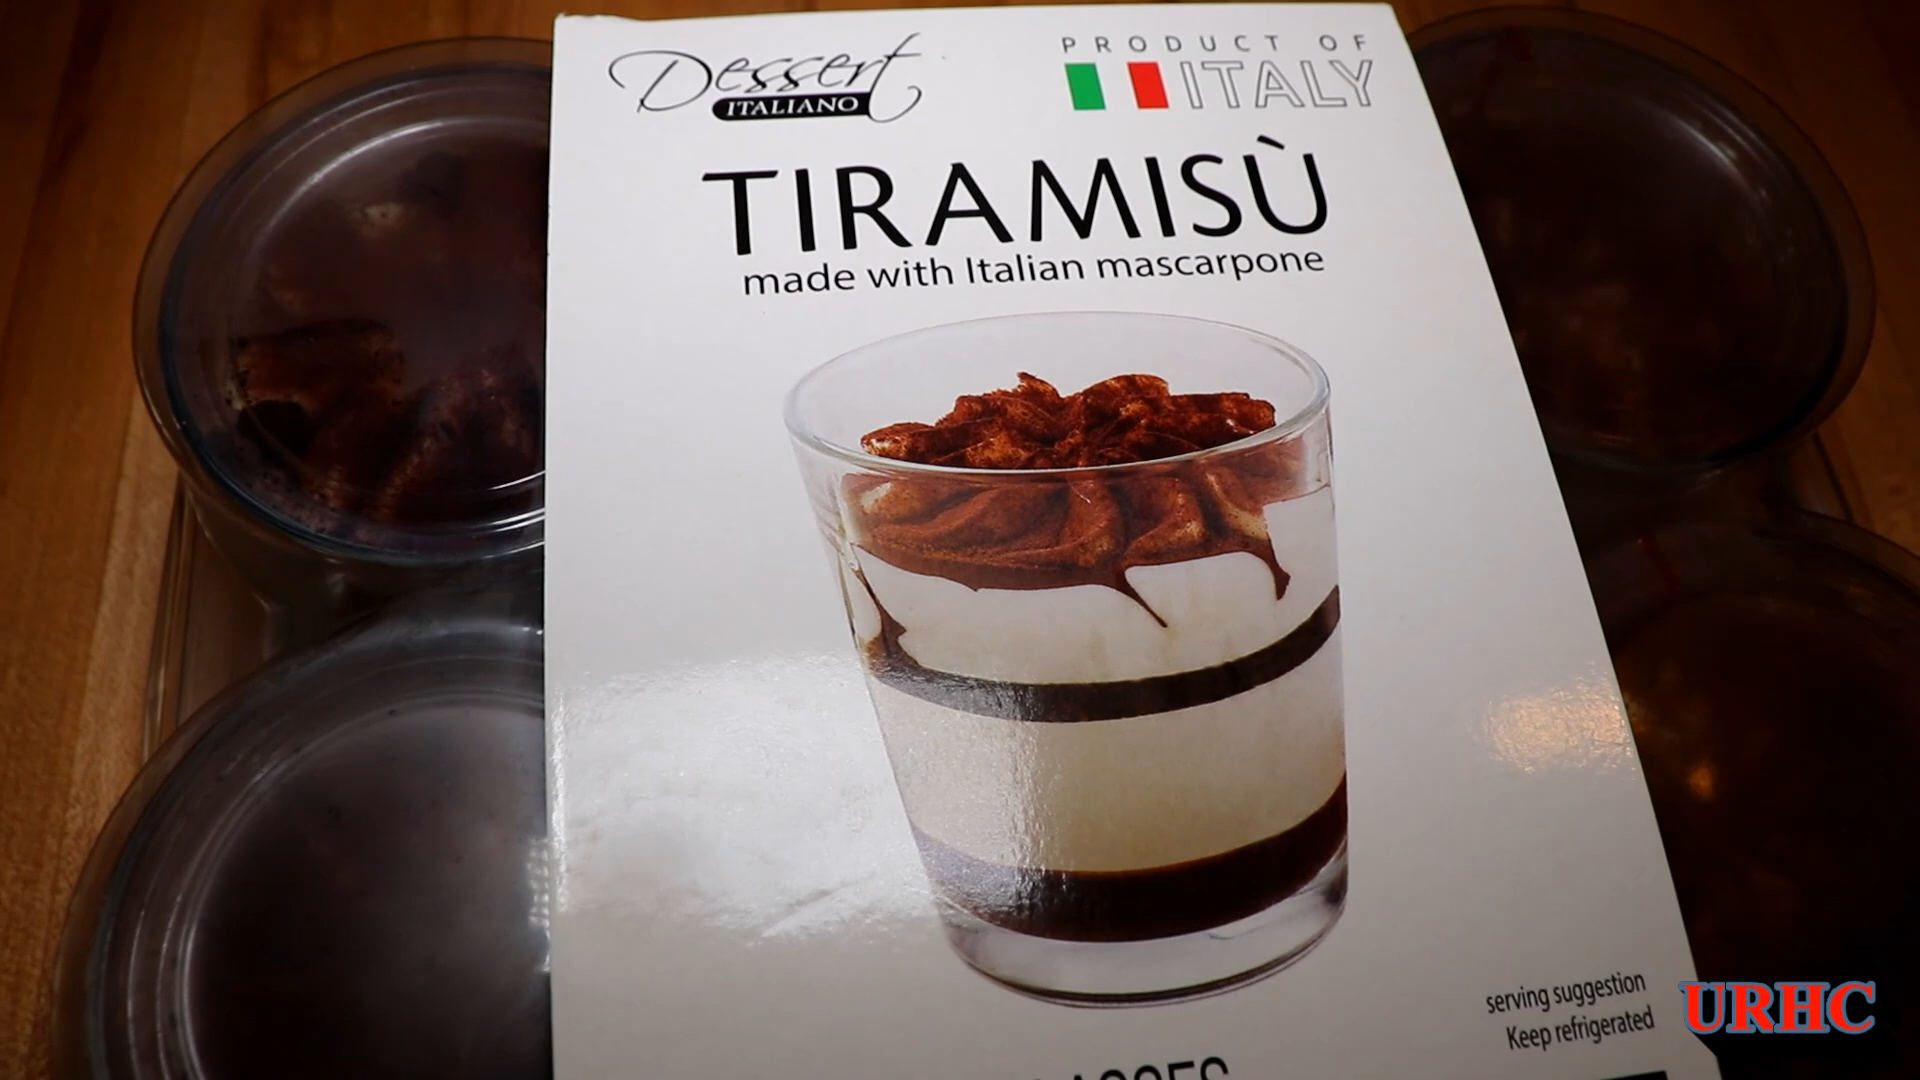 Dessert
ITALIANO
PRODUCT OF
ITALY
TIRAMISÙ
made with Italian mascarpone
serving suggestion
Keep refrigerated
URHC